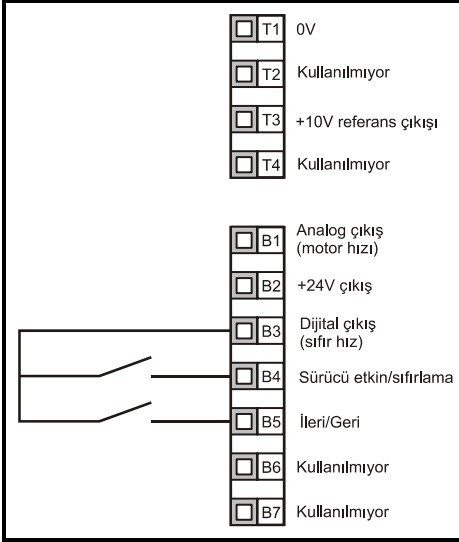 T1 0V
T2 Kullanılmıyor
T3 +10V referans çıkışı
T4 Kullanılmıyor
B1 Analog çıkış
(motor hızı)
B2 +24V çıkış
B3 Dijital çıkış
(sıfır hız)
B4 Sürücü etkin/sıfırlama
B5 İleri/Geri
B6 Kullanılmıyor
B7 Kullanılmıyor